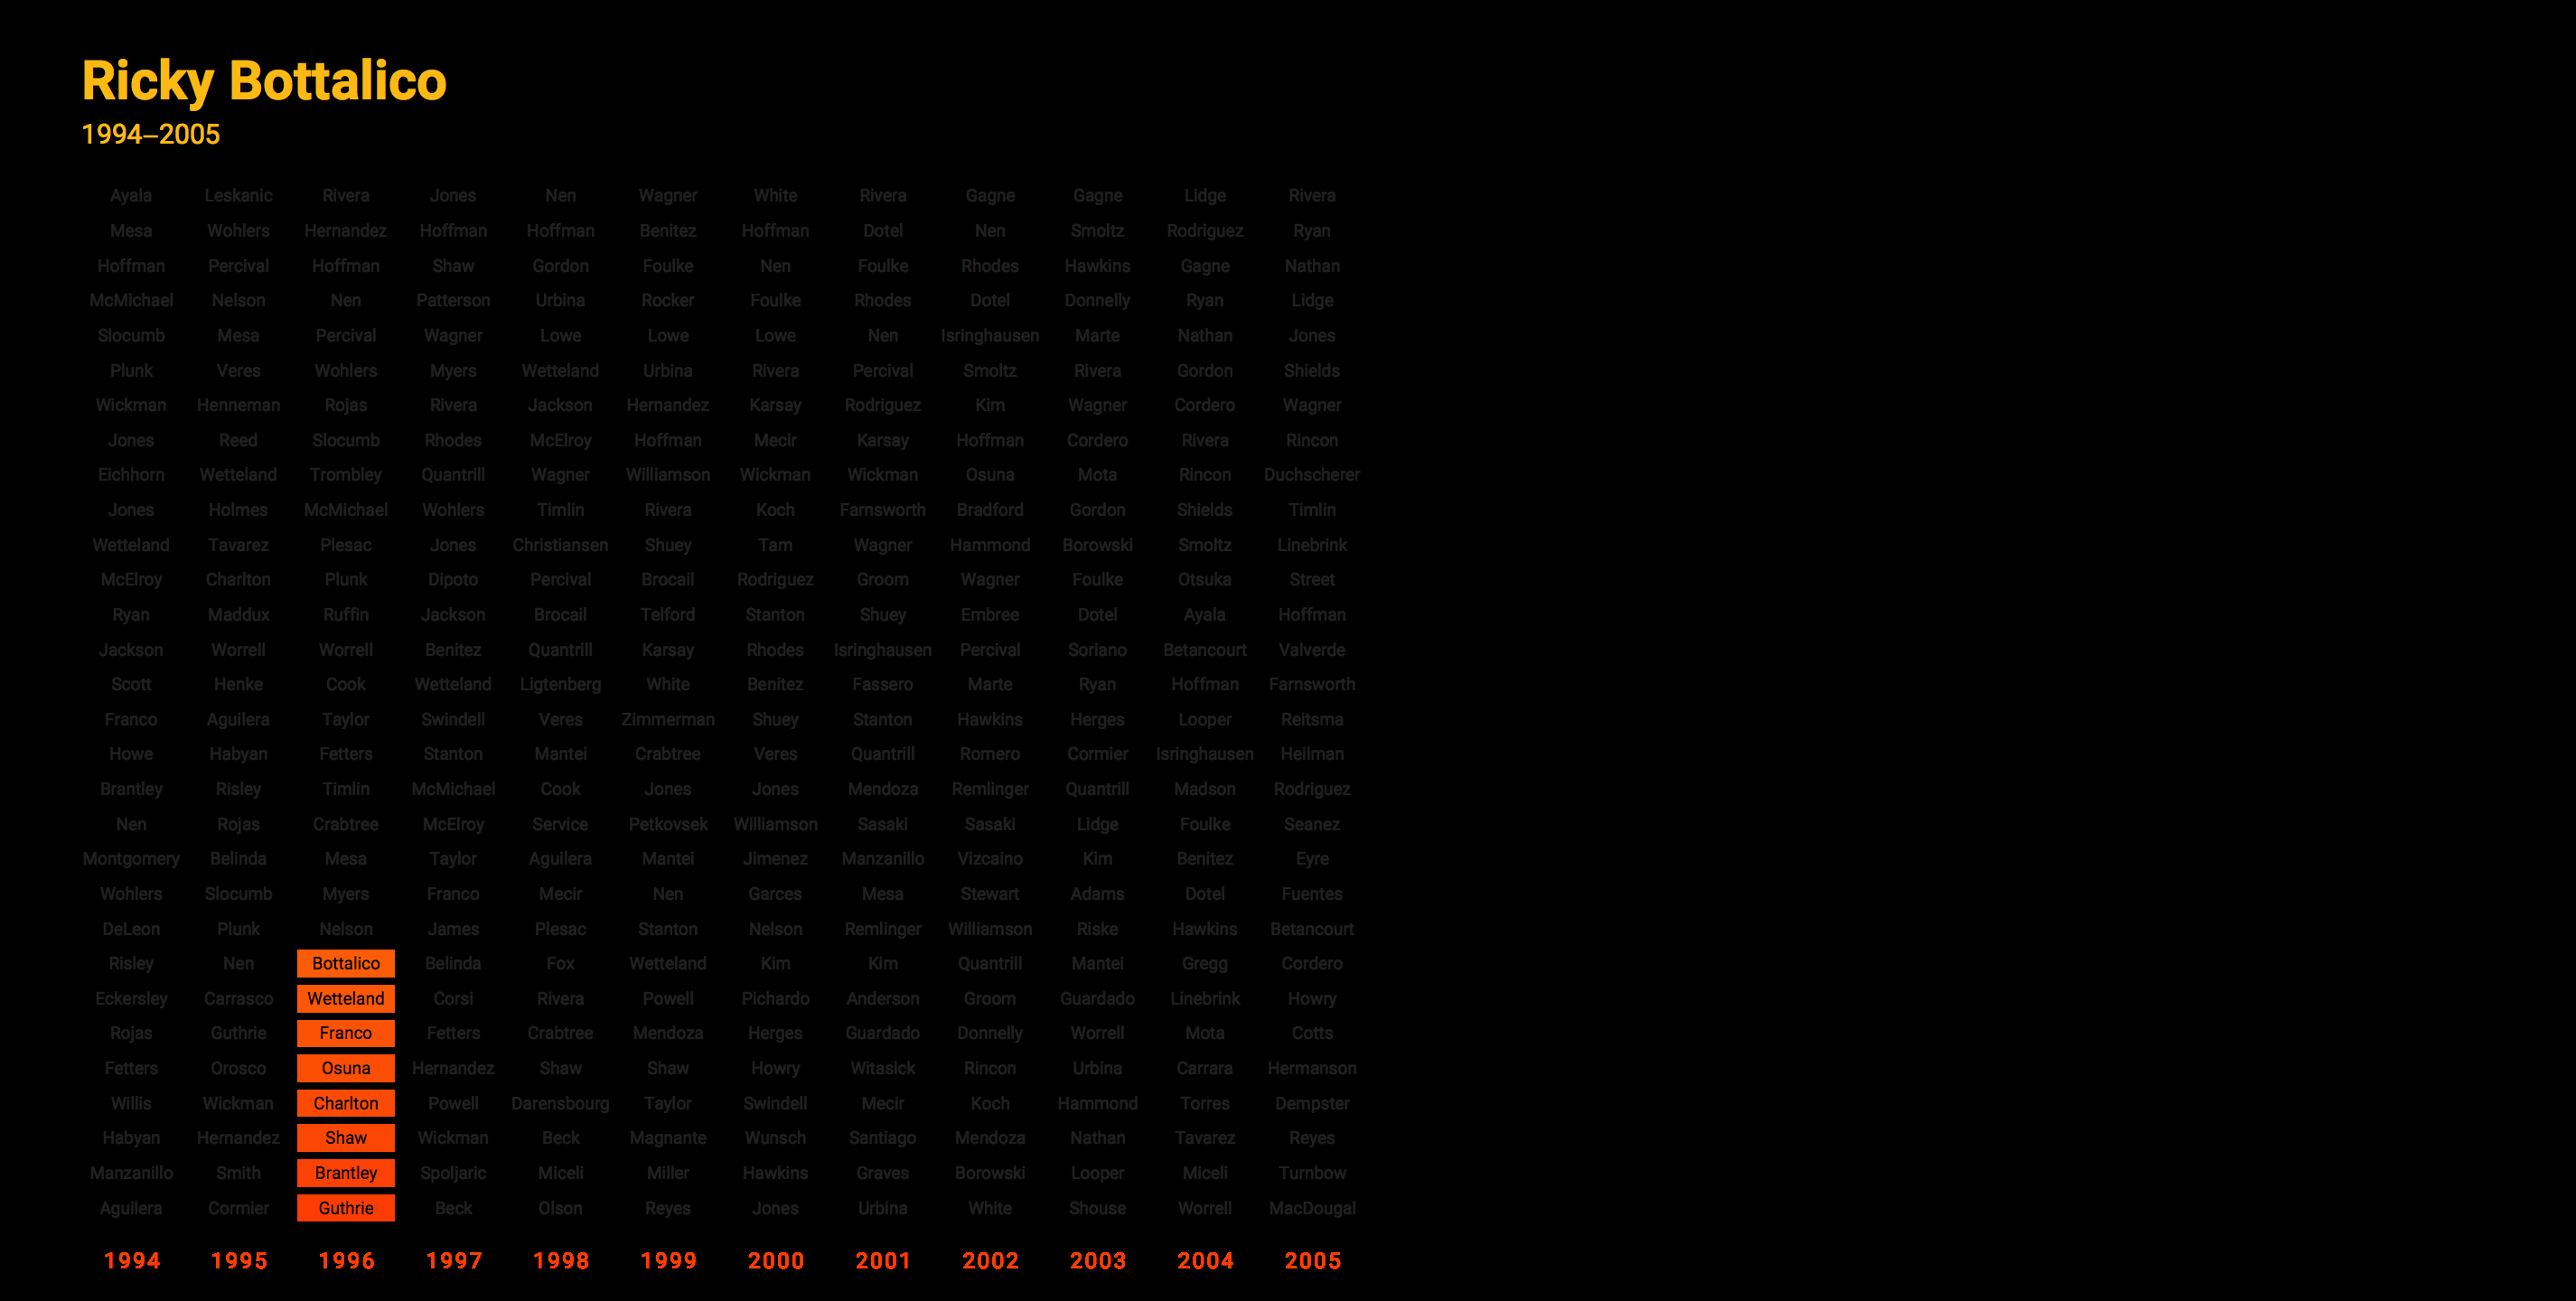 Ricky Bottalico
1994–2005
Ayala Leskanic Rivera Jones Nen Wagner White Rivera Gagne Gagne Lidge Rivera
Mesa Wohlers Hernandez Hoffman Hoffman Benitez Hoffman Dotel Nen Smoltz Rodriguez Ryan
Hoffman Percival Hoffman Shaw Gordon Foulke Nen Foulke Rhodes Hawkins Gagne Nathan
McMichael Nelson Nen Patterson Urbina Rocker Foulke Rhodes Dotel Donnelly Ryan Lidge
Slocumb Mesa Percival Wagner Lowe Lowe Lowe Nen Isringhausen Marte Nathan Jones
Plunk Veres Wohlers Myers Wetteland Urbina Rivera Percival Smoltz Rivera Gordon Shields
Wickman Henneman Rojas Rivera Jackson Hernandez Karsay Rodriguez Kim Wagner Cordero Wagner
Jones Reed Slocumb Rhodes McElroy Hoffman Mecir Karsay Hoffman Cordero Rivera Rincon
Eichhorn Wetteland Trombley Quantrill Wagner Williamson Wickman Wickman Osuna Mota Rincon Duchscherer
Jones Holmes McMichael Wohlers Timlin Rivera Koch Farnsworth Bradford Gordon Shields Timlin
Wetteland Tavarez Plesac Jones Christiansen Shuey Tam Wagner Hammond Borowski Smoltz Linebrink
McElroy Charlton Plunk Dipoto Percival Brocail Rodriguez Groom Wagner Foulke Otsuka Street
Ryan Maddux Ruffin Jackson Brocail Telford Stanton Shuey Embree Dotel Ayala Hoffman
Jackson Worrell Worrell Benitez Quantrill Karsay Rhodes Isringhausen Percival Soriano Betancourt Valverde
Scott Henke Cook Wetteland Ligtenberg White Benitez Fassero Marte Ryan Hoffman Farnsworth
Franco Aguilera Taylor Swindell Veres Zimmerman Shuey Stanton Hawkins Herges Looper Reitsma
Howe Habyan Fetters Stanton Mantei Crabtree Veres Quantrill Romero Cormier Isringhausen Heilman
Brantley Risley Timlin McMichael Cook Jones Jones Mendoza Remlinger Quantrill Madson Rodriguez
Nen Rojas Crabtree McElroy Service Petkovsek Williamson Sasaki Sasaki Lidge Foulke Seanez
Montgomery Belinda Mesa Taylor Aguilera Mantei Jimenez Manzanillo Vizcaino Kim Benitez Eyre
Wohlers Slocumb Myers Franco Mecir Nen Garces Mesa Stewart Adams Dotel Fuentes
DeLeon Plunk Nelson James Plesac Stanton Nelson Remlinger Williamson Riske Hawkins Betancourt
Risley Nen Bottalico Belinda Fox Wetteland Kim Kim Quantrill Mantei Gregg Cordero
Eckersley Carrasco Wetteland Corsi Rivera Powell Pichardo Anderson Groom Guardado Linebrink Howry
Rojas Guthrie Franco Fetters Crabtree Mendoza Herges Guardado Donnelly Worrell Mota Cotts
Fetters Orosco Osuna Hernandez Shaw Shaw Howry Witasick Rincon Urbina Carrara Hermanson
Willis Wickman Charlton Powell Darensbourg Taylor Swindell Mecir Koch Hammond Torres Dempster
Habyan Hernandez Shaw Wickman Beck Magnante Wunsch Santiago Mendoza Nathan Tavarez Reyes
Manzanillo Smith Brantley Spoljaric Miceli Miller Hawkins Graves Borowski Looper Miceli Turnbow
Aguilera Cormier Guthrie Beck Olson Reyes Jones Urbina White Shouse Worrell MacDougal
1994 1995 1996 1997 1998 1999 2000 2001 2002 2003 2004 2005